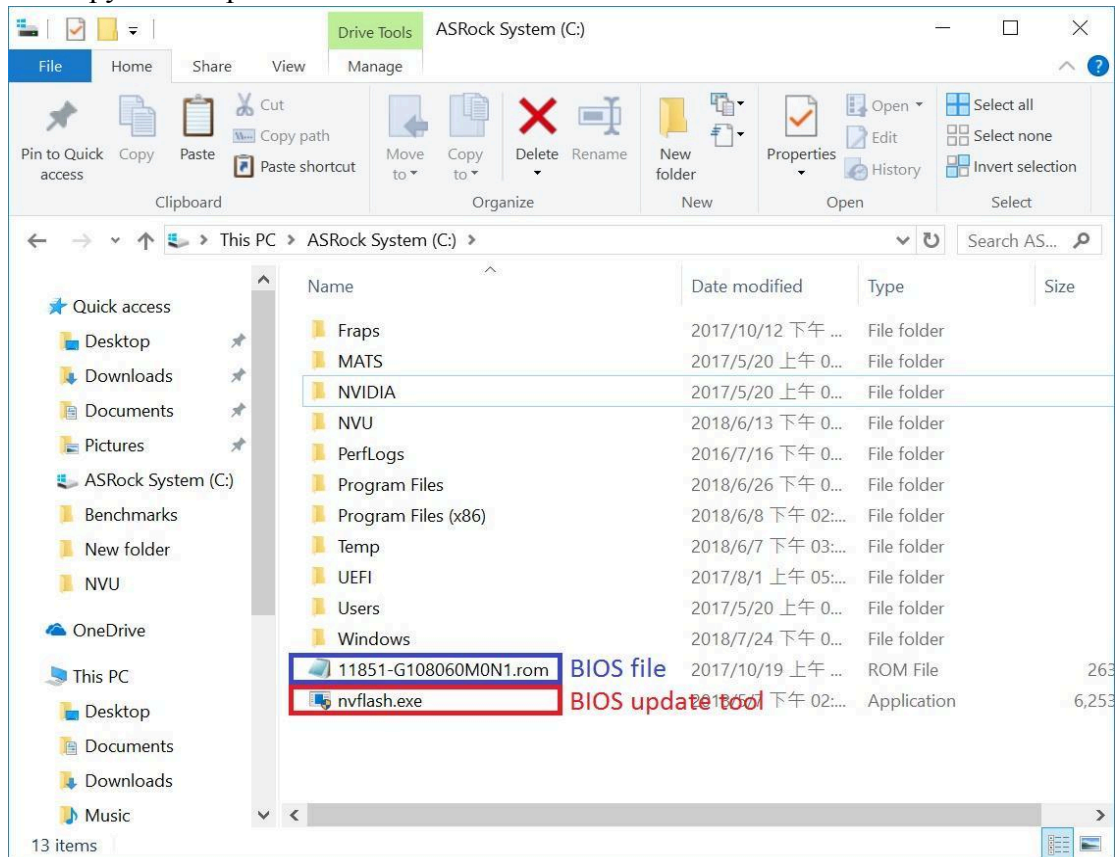 Drive Tools ASRock System (C:)
File Home Share View Manage
Pin to Quick access
Copy
Paste
Cut
Copy path
Paste shortcut
Clipboard
Move to
Copy to
Delete
Rename
Organize
New folder
New
Properties
Open
Edit
History
Open
Select all
Select none
Invert selection
Select
This PC > ASRock System (C:) >
Search AS...
Quick access
Desktop
Downloads
Documents
Pictures
ASRock System (C:)
Benchmarks
New folder
NVU
OneDrive
This PC
Desktop
Documents
Downloads
Music
Name Date modified Type Size
Fraps 2017/10/12 下午 ... File folder
MATS 2017/5/20 上午 0... File folder
NVIDIA 2017/5/20 上午 0... File folder
NVU 2018/6/13 下午 0... File folder
PerfLogs 2016/7/16 下午 0... File folder
Program Files 2018/6/26 下午 0... File folder
Program Files (x86) 2018/6/8 下午 02:... File folder
Temp 2018/6/7 下午 03:... File folder
UEFI 2017/8/1 上午 05:... File folder
Users 2017/5/20 上午 0... File folder
Windows 2018/7/24 下午 0... File folder
11851-G108060M0N1.rom BIOS file 2017/10/19 上午 ... ROM File 263
nvflash.exe BIOS update tool 下午 02:... Application 6,253
13 items